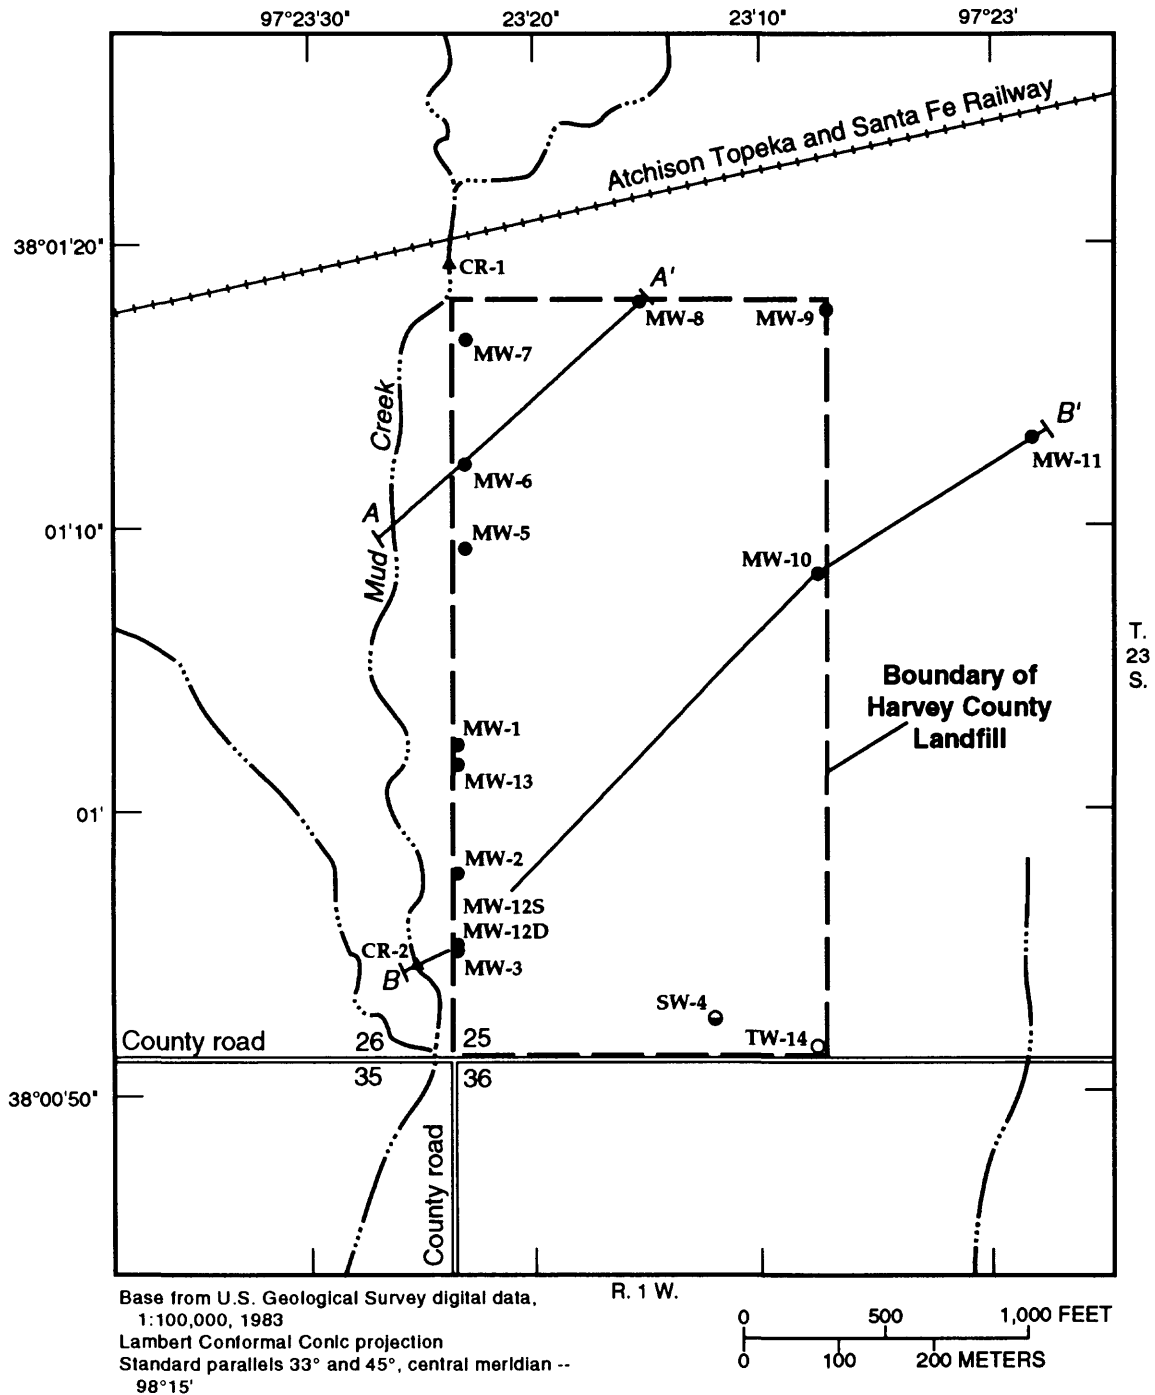 97°23'30" 23'20" 23'10" 97°23'
Atchison Topeka and Santa Fe Railway
38°01'20"
CR-1
A'
MW-8
MW-9
MW-7
Creek
B'
MW-11
MW-6
A
01'10"
MW-5
MW-10
Mud
T.
23
S.
Boundary of
Harvey County
Landfill
MW-1
MW-13
01'
MW-2
MW-12S
MW-12D
CR-2
MW-3
B
SW-4
TW-14
County road 26 25
35 36
38°00'50"
County road
R. 1 W.
Base from U.S. Geological Survey digital data,
1:100,000, 1983
Lambert Conformal Conic projection
Standard parallels 33° and 45°, central meridian --
98°15'
0 500 1,000 FEET
0 100 200 METERS